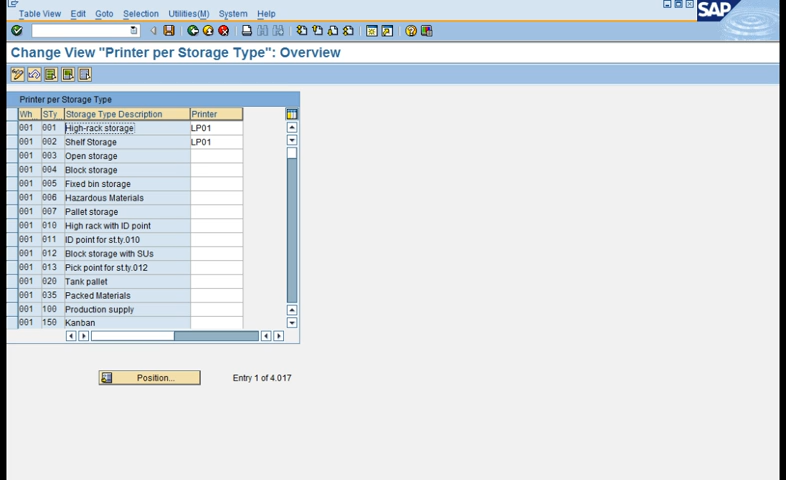 Table View Edit Goto Selection Utilities(M) System Help
SAP
Change View "Printer per Storage Type": Overview
Printer per Storage Type
Wh... STy Storage Type Description Printer
001 001 High-rack storage LP01
001 002 Shelf Storage LP01
001 003 Open storage
001 004 Block storage
001 005 Fixed bin storage
001 006 Hazardous Materials
001 007 Pallet storage
001 010 High rack with ID point
001 011 ID point for st.ty.010
001 012 Block storage with SUs
001 013 Pick point for st.ty.012
001 020 Tank pallet
001 035 Packed Materials
001 100 Production supply
001 150 Kanban
Position... Entry 1 of 4.017